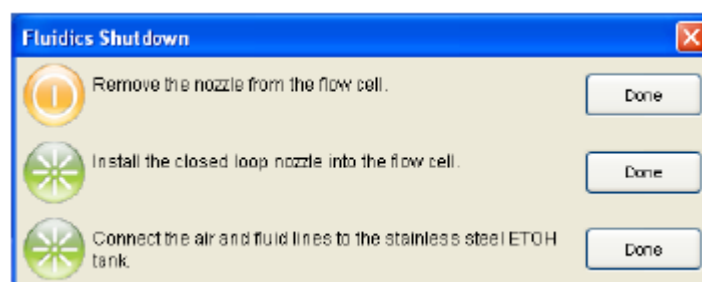 Fluidics Shutdown
Remove the nozzle from the flow cell.
Done
Install the closed loop nozzle into the flow cell.
Done
Connect the air and fluid lines to the stainless steel ETOH
tank.
Done